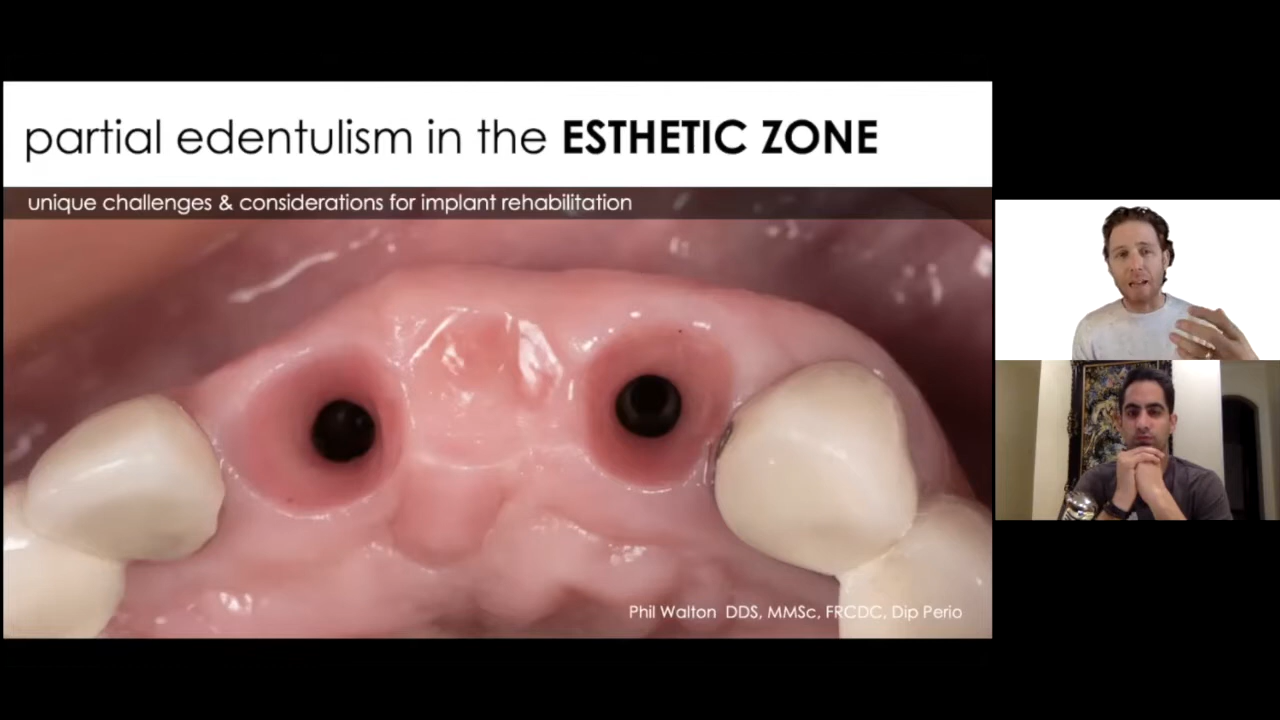 partial edentulism in the ESTHETIC ZONE
unique challenges & considerations for implant rehabilitation
Phil Walton DDS, MMSc, FRCDC, Dip Perio